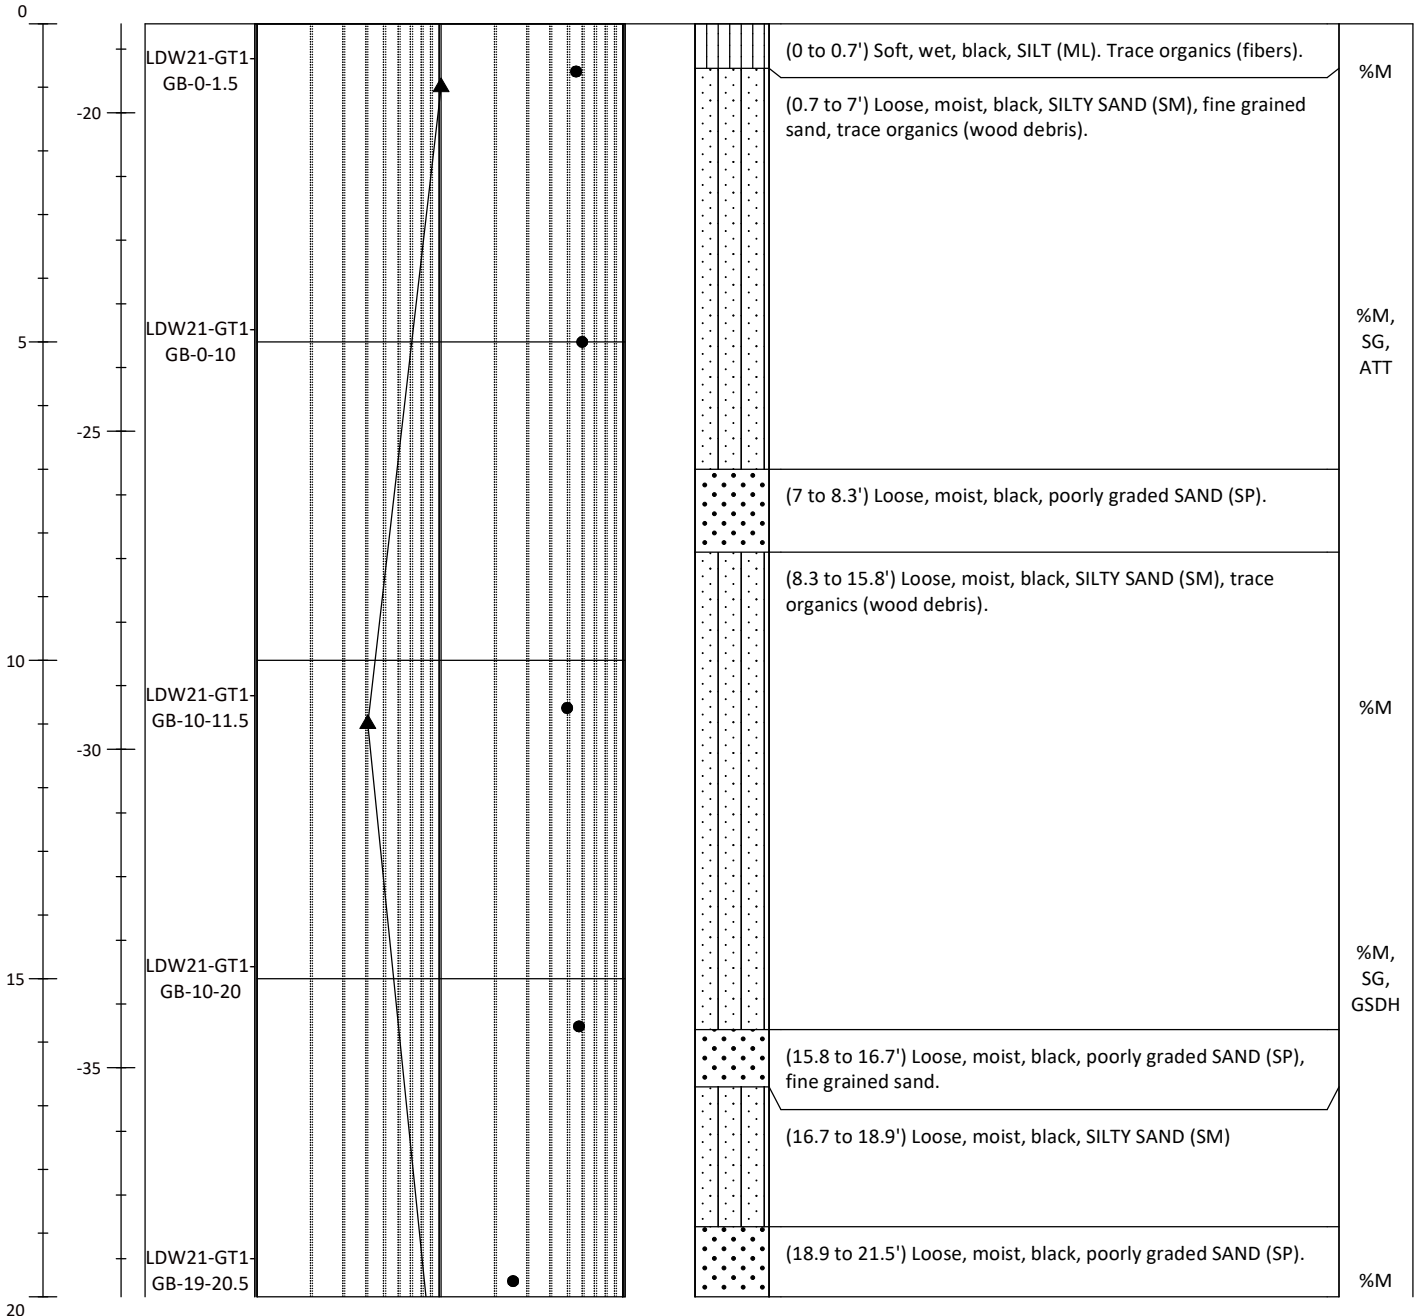 0
LDW21-GT1-
GB-0-1.5
(0 to 0.7') Soft, wet, black, SILT (ML). Trace organics (fibers).
%M
-20
(0.7 to 7') Loose, moist, black, SILTY SAND (SM), fine grained
sand, trace organics (wood debris).
5
LDW21-GT1-
GB-0-10
%M,
SG,
ATT
-25
(7 to 8.3') Loose, moist, black, poorly graded SAND (SP).
(8.3 to 15.8') Loose, moist, black, SILTY SAND (SM), trace
organics (wood debris).
10
LDW21-GT1-
GB-10-11.5
%M
-30
15
LDW21-GT1-
GB-10-20
%M,
SG,
GSDH
-35
(15.8 to 16.7') Loose, moist, black, poorly graded SAND (SP),
fine grained sand.
(16.7 to 18.9') Loose, moist, black, SILTY SAND (SM)
LDW21-GT1-
GB-19-20.5
(18.9 to 21.5') Loose, moist, black, poorly graded SAND (SP).
%M
20